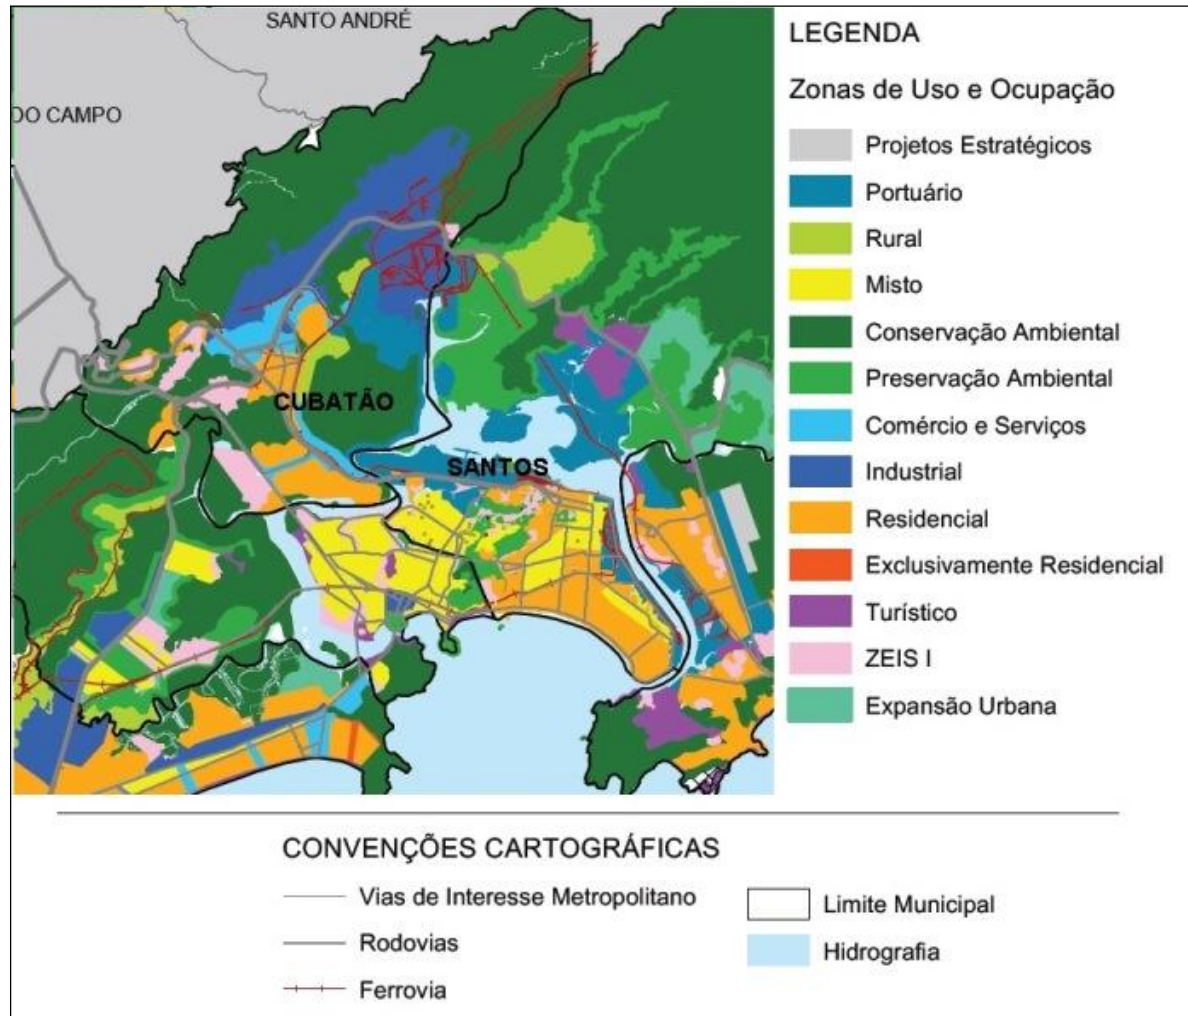 SANTO ANDRÉ
DO CAMPO
CUBATÃO
SANTOS
LEGENDA
Zonas de Uso e Ocupação
Projetos Estratégicos
Portuário
Rural
Misto
Conservação Ambiental
Preservação Ambiental
Comércio e Serviços
Industrial
Residencial
Exclusivamente Residencial
Turístico
ZEIS I
Expansão Urbana
CONVENÇÕES CARTOGRÁFICAS
Vias de Interesse Metropolitano
Rodovias
Ferrovia
Limite Municipal
Hidrografia